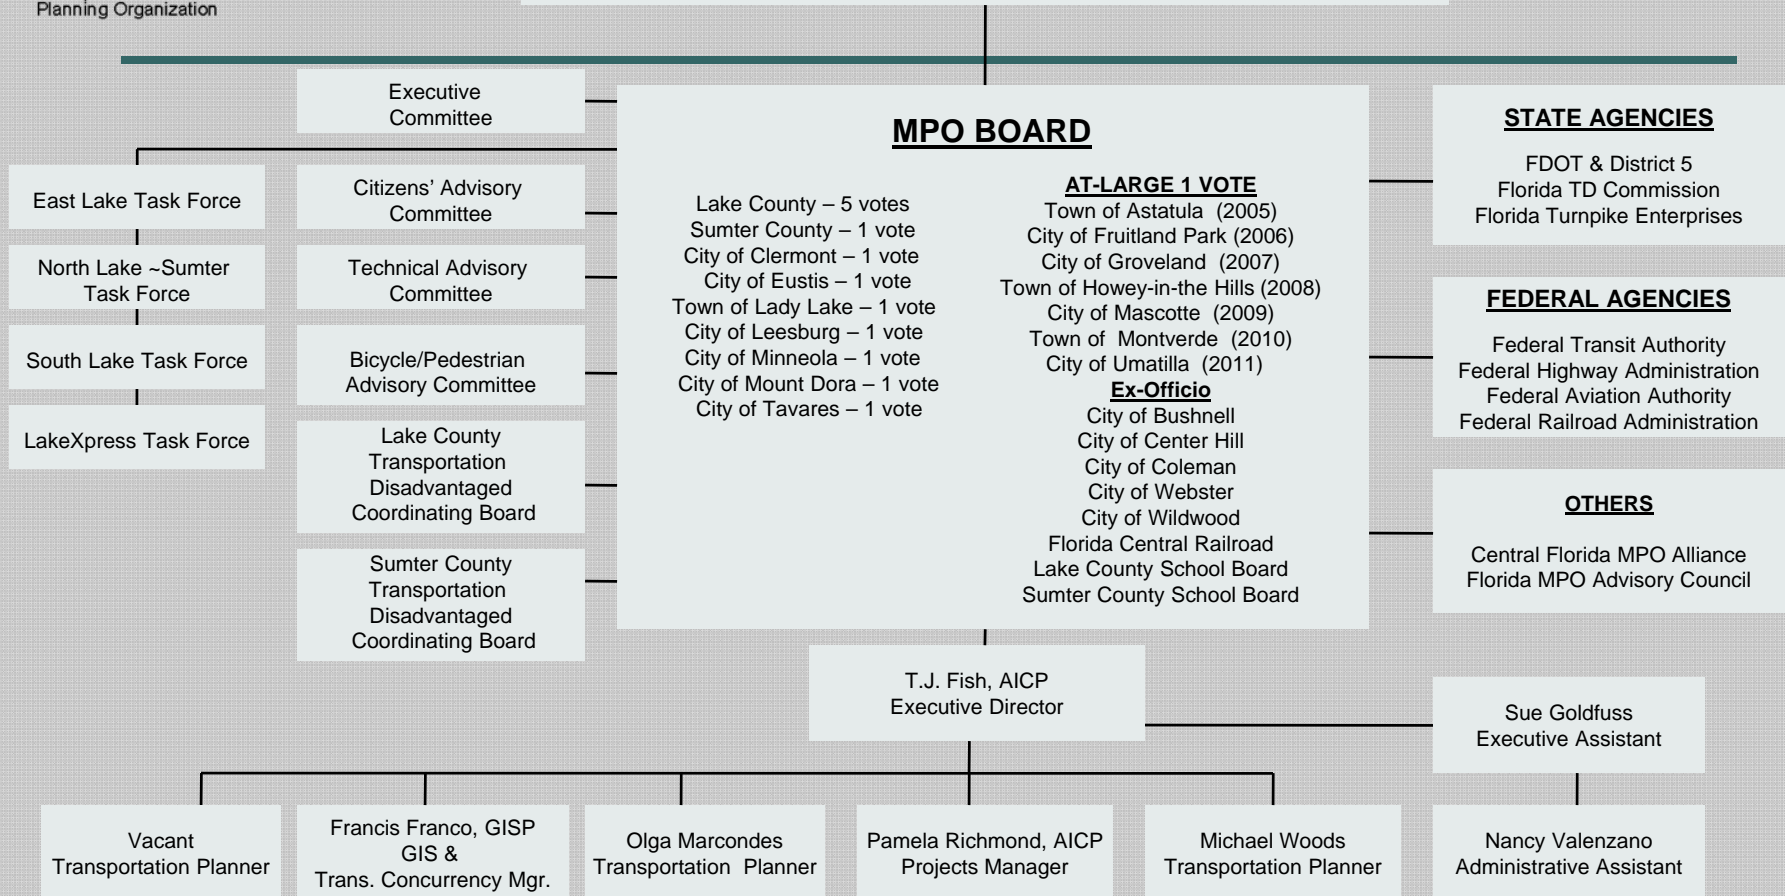 Planning Organization
Executive
Committee
East Lake Task Force
North Lake ~Sumter
Task Force
South Lake Task Force
LakeXpress Task Force
Citizens' Advisory
Committee
Technical Advisory
Committee
Bicycle/Pedestrian
Advisory Committee
Lake County
Transportation
Disadvantaged
Coordinating Board
Sumter County
Transportation
Disadvantaged
Coordinating Board
MPO BOARD
Lake County – 5 votes
Sumter County – 1 vote
City of Clermont – 1 vote
City of Eustis – 1 vote
Town of Lady Lake – 1 vote
City of Leesburg – 1 vote
City of Minneola – 1 vote
City of Mount Dora – 1 vote
City of Tavares – 1 vote
AT-LARGE 1 VOTE
Town of Astatula (2005)
City of Fruitland Park (2006)
City of Groveland (2007)
Town of Howey-in-the Hills (2008)
City of Mascotte (2009)
Town of Montverde (2010)
City of Umatilla (2011)
Ex-Officio
City of Bushnell
City of Center Hill
City of Coleman
City of Webster
City of Wildwood
Florida Central Railroad
Lake County School Board
Sumter County School Board
STATE AGENCIES
FDOT & District 5
Florida TD Commission
Florida Turnpike Enterprises
FEDERAL AGENCIES
Federal Transit Authority
Federal Highway Administration
Federal Aviation Authority
Federal Railroad Administration
OTHERS
Central Florida MPO Alliance
Florida MPO Advisory Council
T.J. Fish, AICP
Executive Director
Sue Goldfuss
Executive Assistant
Vacant
Transportation Planner
Francis Franco, GISP
GIS &
Trans. Concurrency Mgr.
Olga Marcondes
Transportation Planner
Pamela Richmond, AICP
Projects Manager
Michael Woods
Transportation Planner
Nancy Valenzano
Administrative Assistant